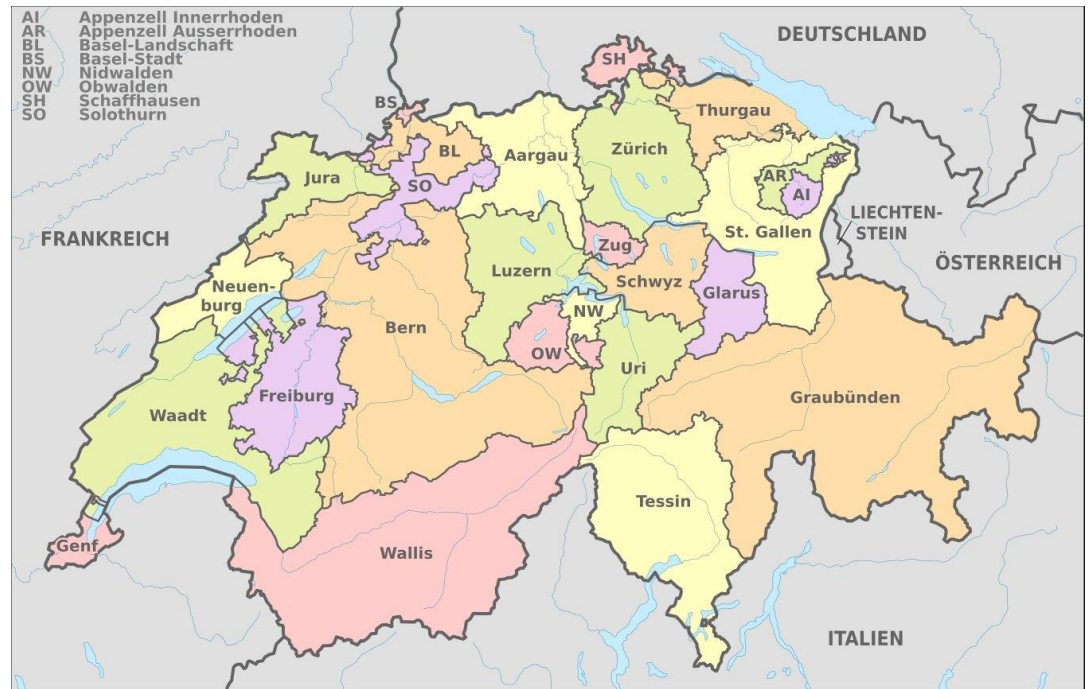 AI Appenzell Innerrhoden
AR Appenzell Ausserrhoden
BL Basel-Landschaft
BS Basel-Stadt
NW Nidwalden
OW Obwalden
SH Schaffhausen
SO Solothurn
DEUTSCHLAND
SH
BS
Thurgau
BL
Aargau
Zürich
Jura
SO
AR
AI
LIECHTEN-
STEIN
FRANKREICH
St. Gallen
Zug
ÖSTERREICH
Luzern
Schwyz
Glarus
Neuen-
burg
NW
Bern
OW
Uri
Freiburg
Graubünden
Waadt
Tessin
Genf
Wallis
ITALIEN